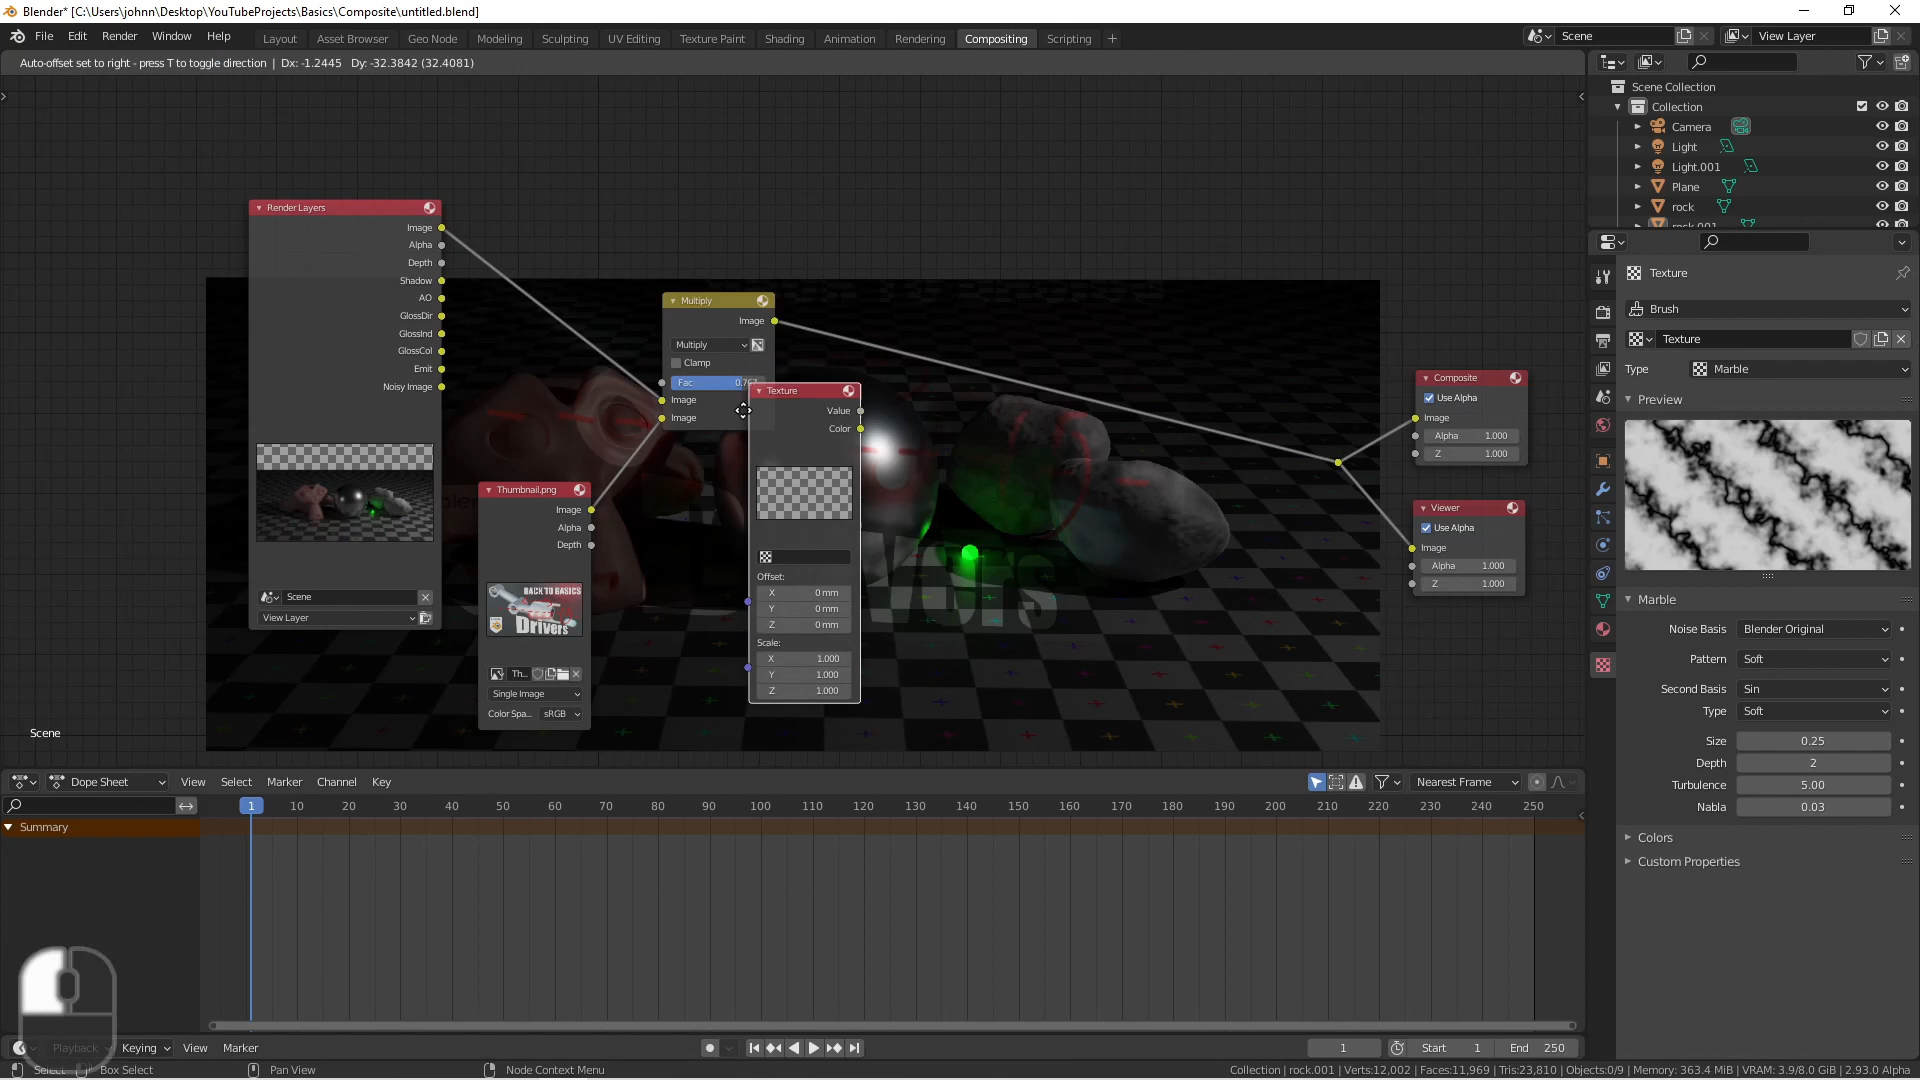 Blender* [C:\Users\johnn\Desktop\YouTubeProjects\Basics\Composite\untitled.blend]
File Edit Render Window Help
Layout Asset Browser Geo Node Modeling Sculpting UV Editing Texture Paint Shading Animation Rendering Compositing Scripting +
Scene View Layer
Auto-offset set to right - press T to toggle direction | Dx: -1.2445 Dy: -32.3842 (32.4081)
Render Layers
Image
Alpha
Depth
Shadow
AO
GlossDir
GlossInd
GlossCol
Emit
Noisy Image
Scene
View Layer
Multiply
Image
Multiply
Clamp
Fac 0.767
Image
Image
Thumbnail.png
Image
Alpha
Depth
BACK TO BASICS
Drivers
Th...
Single Image
Color Spa... sRGB
Texture
Value
Color
Offset:
X 0 mm
Y 0 mm
Z 0 mm
Scale:
X 1.000
Y 1.000
Z 1.000
Composite
Use Alpha
Image
Alpha 1.000
Z 1.000
Viewer
Use Alpha
Image
Alpha 1.000
Z 1.000
Scene
Scene Collection
Collection
Camera
Light
Light.001
Plane
rock
rock.001
Texture
Brush
Texture
Type Marble
Preview
Marble
Noise Basis Blender Original
Pattern Soft
Second Basis Sin
Type Soft
Size 0.25
Depth 2
Turbulence 5.00
Nabla 0.03
Colors
Custom Properties
Dope Sheet View Select Marker Channel Key Nearest Frame
1 10 20 30 40 50 60 70 80 90 100 110 120 130 140 150 160 170 180 190 200 210 220 230 240 250
Summary
Playback Keying View Marker 1 Start 1 End 250
Select Box Select Pan View Node Context Menu Collection | rock.001 | Verts:12,002 | Faces:11,969 | Tris:23,810 | Objects:0/9 | Memory: 363.4 MiB | VRAM: 3.9/8.0 GiB | 2.93.0 Alpha